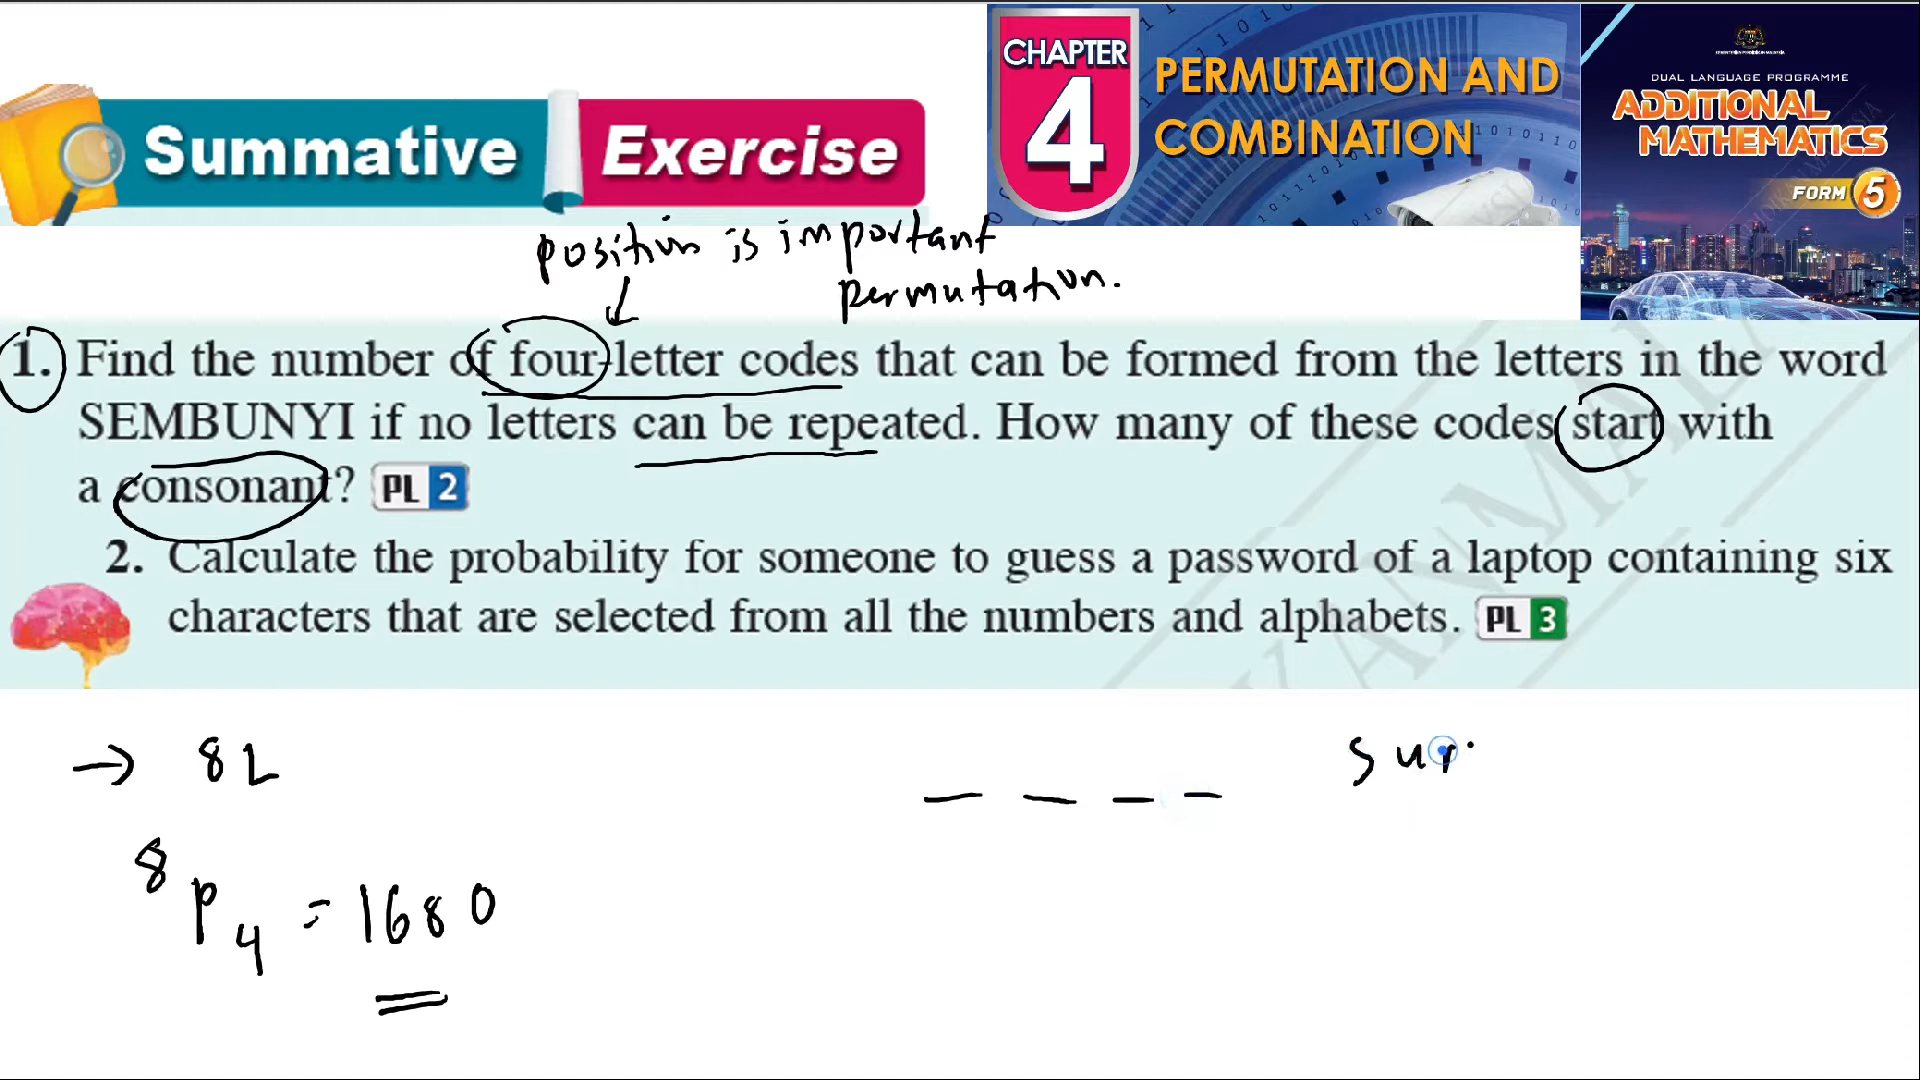 CHAPTER
4
PERMUTATION AND
COMBINATION
DUAL LANGUAGE PROGRAMME
ADDITIONAL
MATHEMATICS
FORM 5
Summative Exercise
position is important
permutation.
1. Find the number of four-letter codes that can be formed from the letters in the word
SEMBUNYI if no letters can be repeated. How many of these codes start with
a consonant? PL 2
2. Calculate the probability for someone to guess a password of a laptop containing six
characters that are selected from all the numbers and alphabets. PL 3
→ 8L
8P4 = 1680